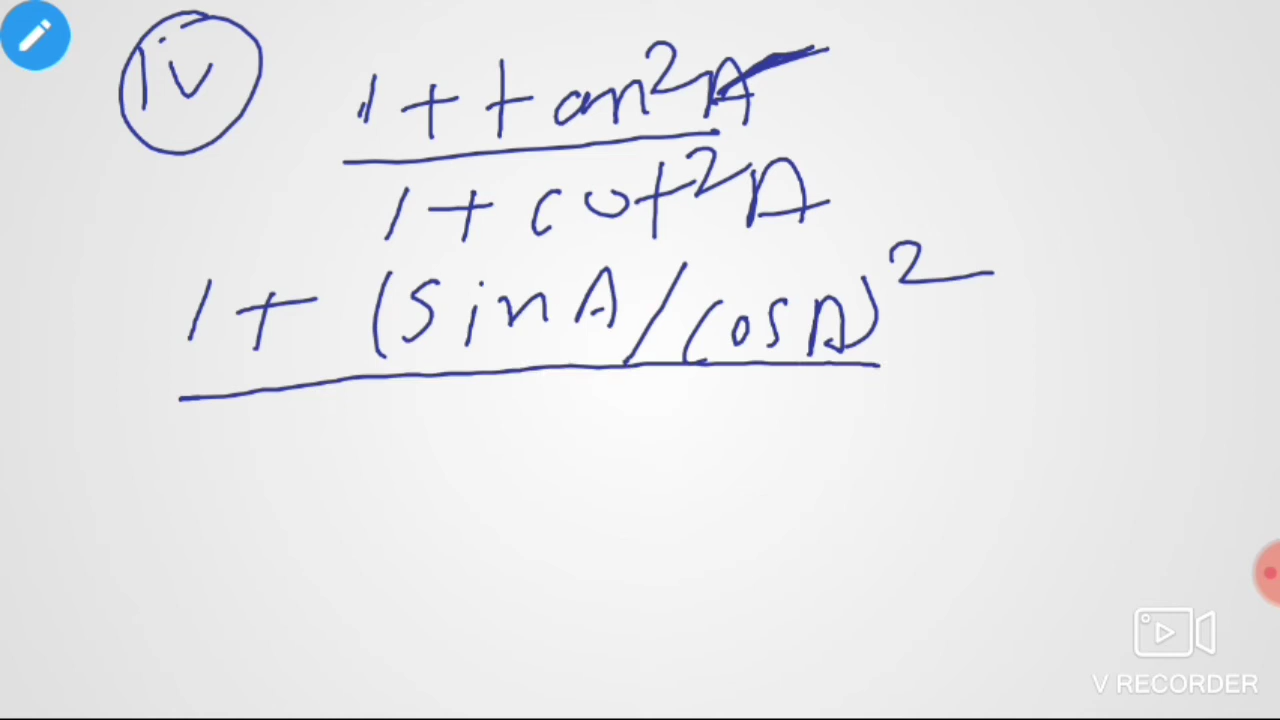 iv
1 + tan²A
1 + cot²A
1 + (sinA/cosA)²
V RECORDER